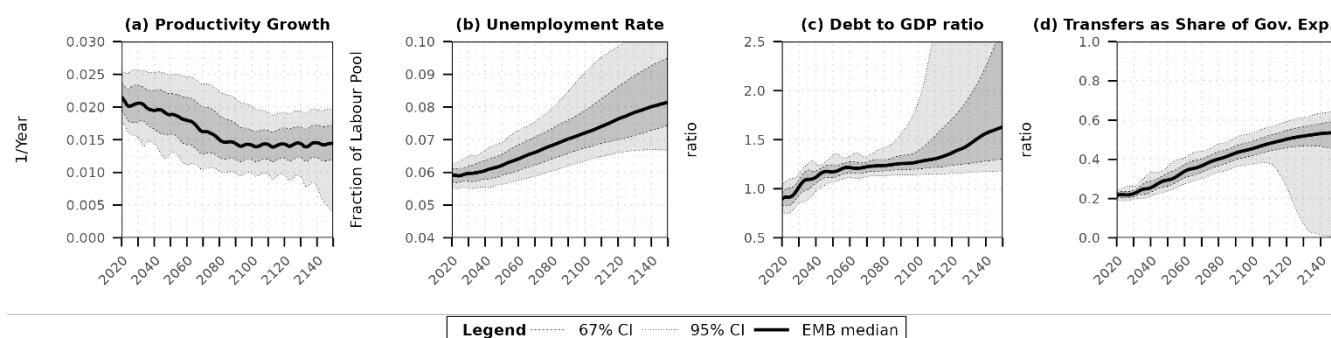 (a) Productivity Growth (b) Unemployment Rate (c) Debt to GDP ratio (d) Transfers as Share of Gov. Exp.
1/Year
0.030
0.025
0.020
0.015
0.010
0.005
0.000
2020 2040 2060 2080 2100 2120 2140
Fraction of Labour Pool
0.10
0.09
0.08
0.07
0.06
0.05
0.04
2020 2040 2060 2080 2100 2120 2140
ratio
2.5
2.0
1.5
1.0
0.5
2020 2040 2060 2080 2100 2120 2140
ratio
1.0
0.8
0.6
0.4
0.2
0.0
2020 2040 2060 2080 2100 2120 2140
Legend 67% CI 95% CI EMB median